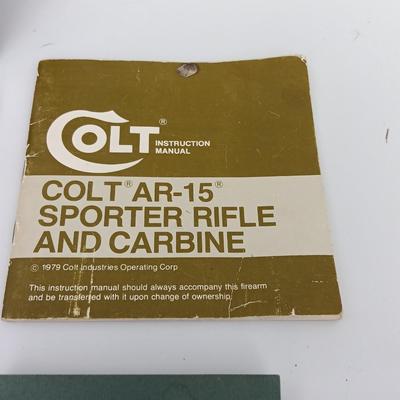 COLT®
INSTRUCTION
MANUAL
COLT® AR-15®
SPORTER RIFLE
AND CARBINE
© 1979 Colt Industries Operating Corp
This instruction manual should always accompany this firearm
and be transferred with it upon change of ownership.